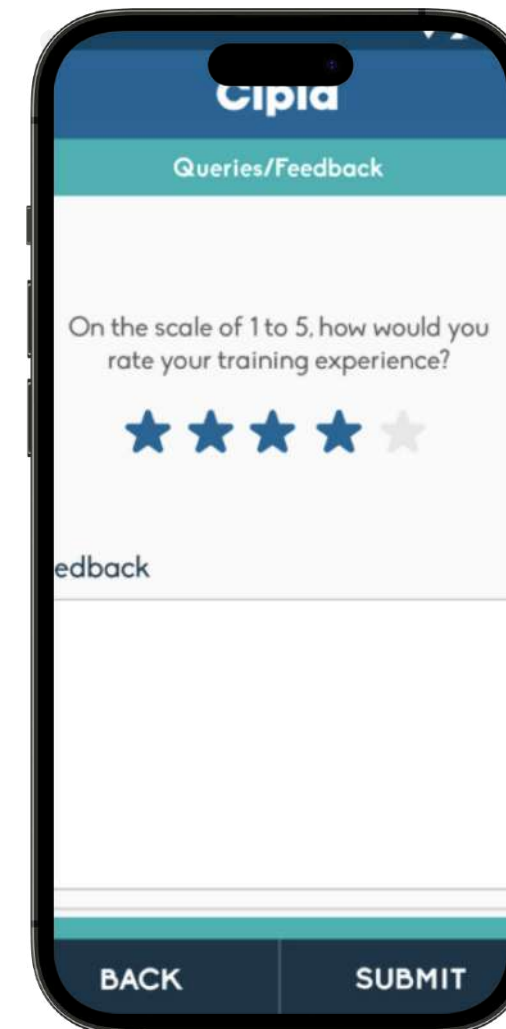 Cipla
Queries/Feedback
On the scale of 1 to 5, how would you
rate your training experience?
edback
BACK
SUBMIT